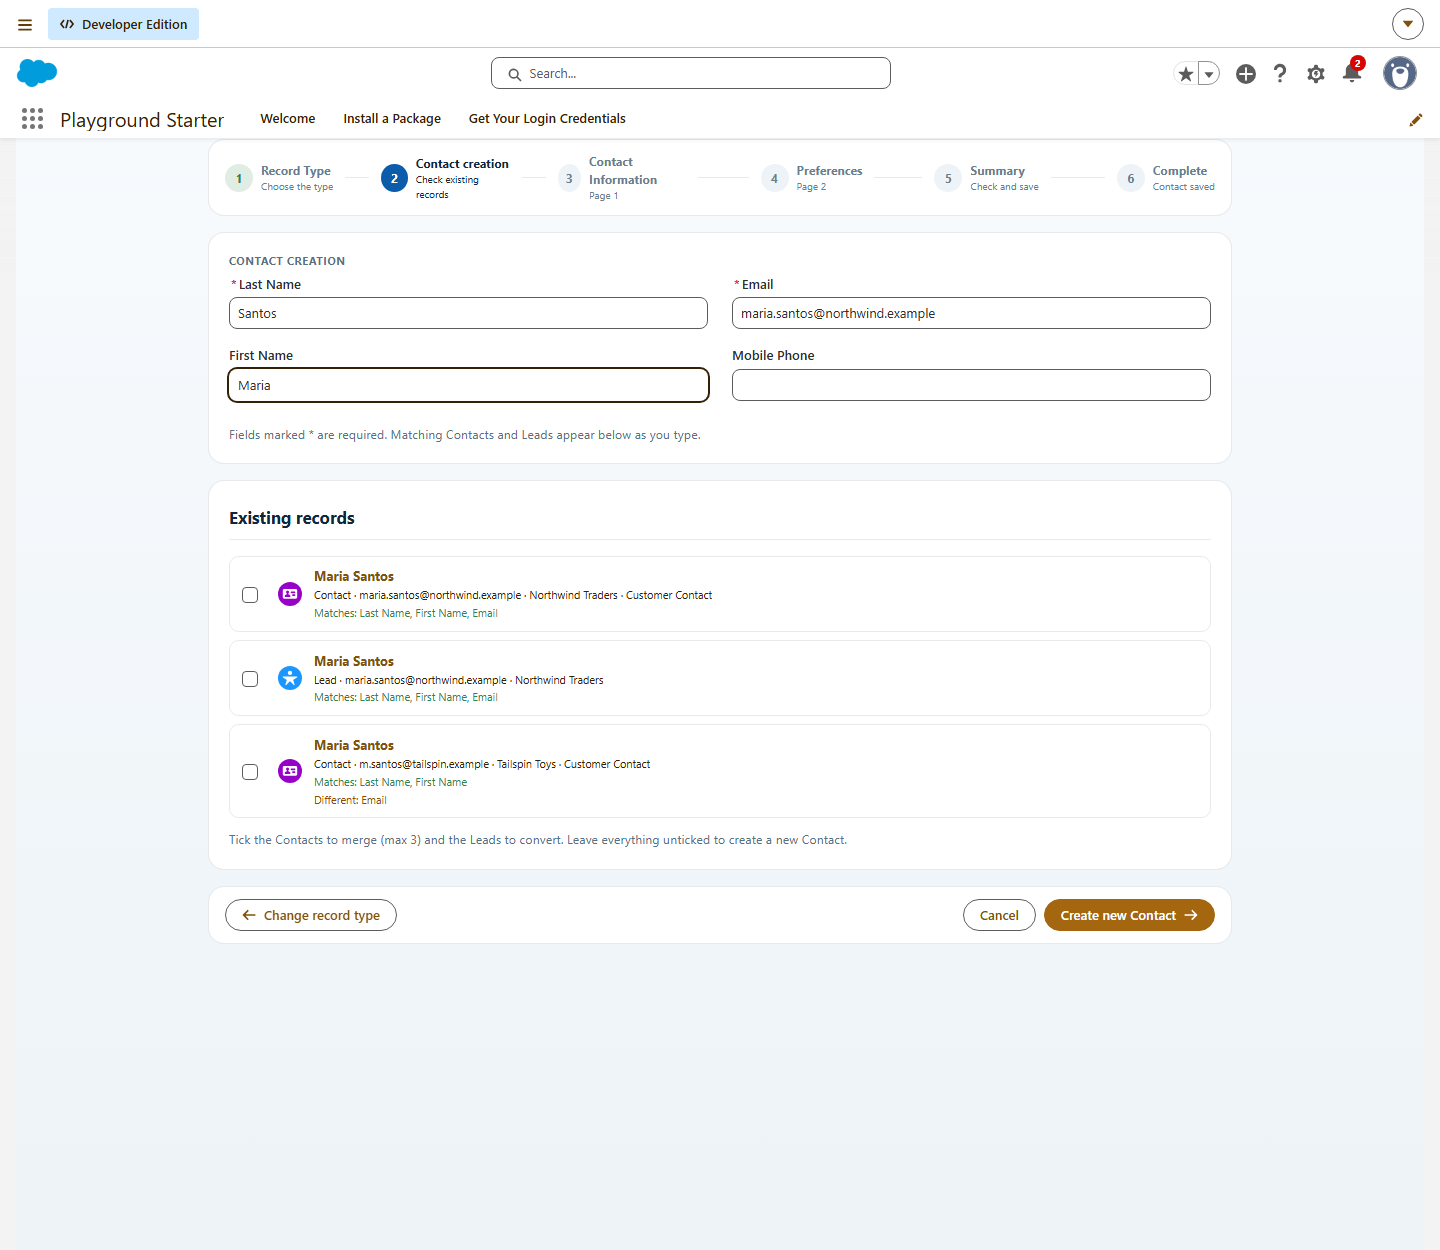 Developer Edition
Search...
2
Playground Starter
Welcome
Install a Package
Get Your Login Credentials
1
Record Type
Choose the type
2
Contact creation
Check existing
records
3
Contact
Information
Page 1
4
Preferences
Page 2
5
Summary
Check and save
6
Complete
Contact saved
CONTACT CREATION
* Last Name
Santos
* Email
maria.santos@northwind.example
First Name
Maria
Mobile Phone
Fields marked * are required. Matching Contacts and Leads appear below as you type.
Existing records
Maria Santos
Contact · maria.santos@northwind.example · Northwind Traders · Customer Contact
Matches: Last Name, First Name, Email
Maria Santos
Lead · maria.santos@northwind.example · Northwind Traders
Matches: Last Name, First Name, Email
Maria Santos
Contact · m.santos@tailspin.example · Tailspin Toys · Customer Contact
Matches: Last Name, First Name
Different: Email
Tick the Contacts to merge (max 3) and the Leads to convert. Leave everything unticked to create a new Contact.
Change record type
Cancel
Create new Contact